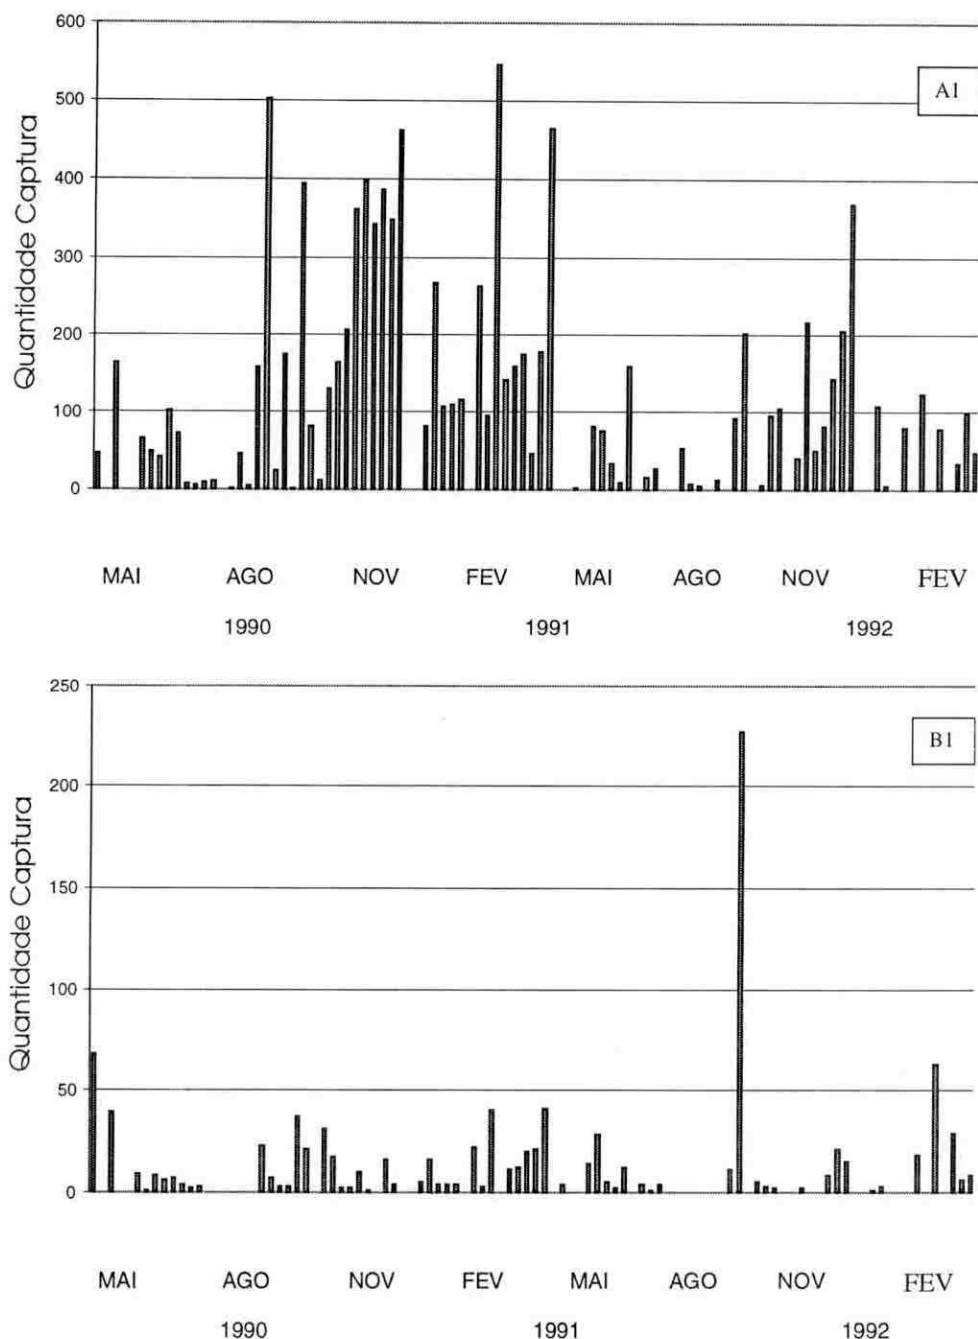 600
A1
500
400
300
200
100
0
Quantidade Captura
MAI AGO NOV FEV MAI AGO NOV FEV
1990 1991 1992
250
B1
200
150
100
50
0
Quantidade Captura
MAI AGO NOV FEV MAI AGO NOV FEV
1990 1991 1992